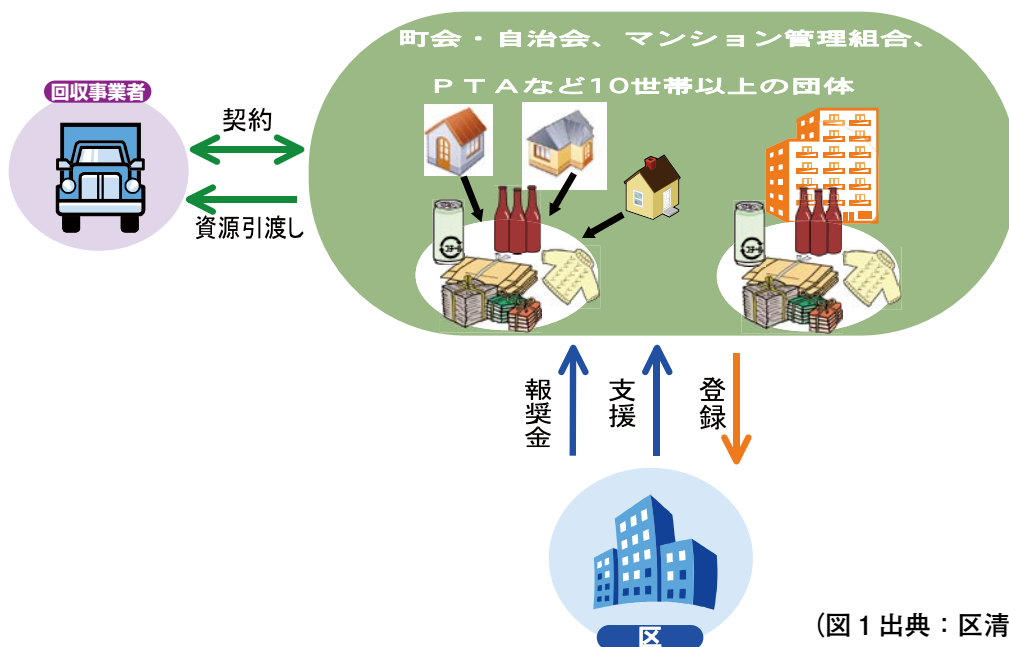 町会・自治会、マンション管理組合、
ＰＴＡなど10世帯以上の団体
回収事業者
契約
資源引渡し
報奨金
支援
登録
区
(図１出典：区清